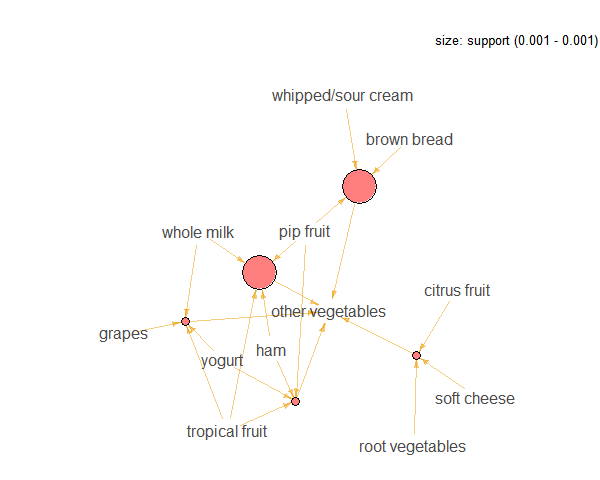 size: support (0.001 - 0.001)
whipped/sour cream
brown bread
whole milk
pip fruit
citrus fruit
other vegetables
grapes
ham
yogurt
soft cheese
tropical fruit
root vegetables